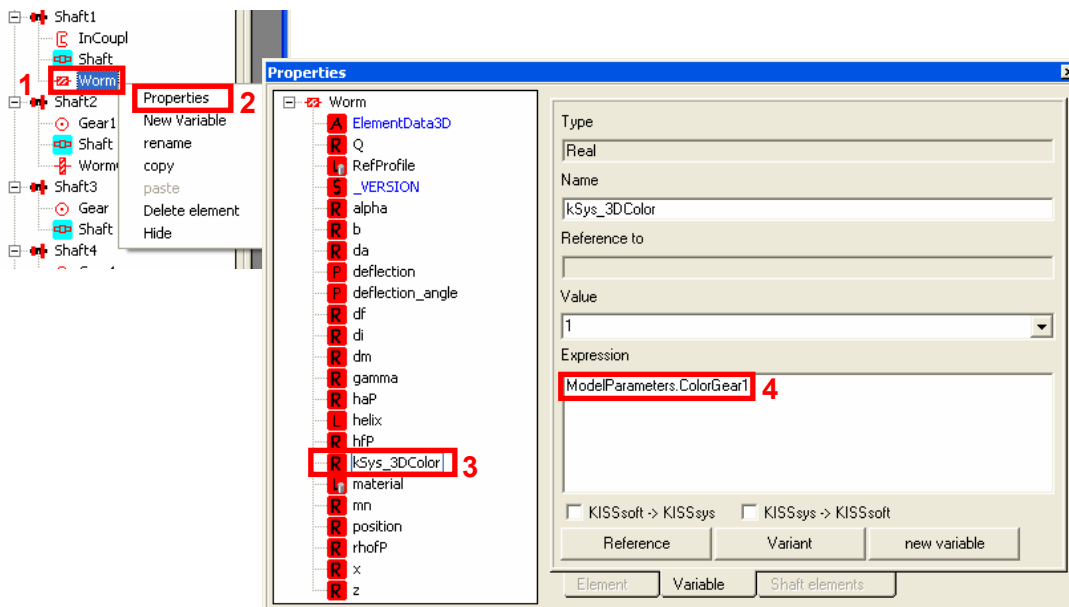 Shaft1
InCoupl
Shaft
1
Worm
Shaft2
Gear1
Shaft
Worm
Shaft3
Gear
Shaft
Shaft4
Properties
2
New Variable
rename
copy
paste
Delete element
Hide
Properties
Worm
A ElementData3D
R Q
L RefProfile
S _VERSION
R alpha
R b
R da
P deflection
P deflection_angle
R df
R di
R dm
R gamma
R haP
L helix
R hfP
R kSys_3DColor
3
L material
R mn
R position
R rhofP
R x
R z
Type
Real
Name
kSys_3DColor
Reference to
Value
1
Expression
ModelParameters.ColorGear1
4
KISSsoft -> KISSsys
KISSsys -> KISSsoft
Reference
Variant
new variable
Element
Variable
Shaft elements